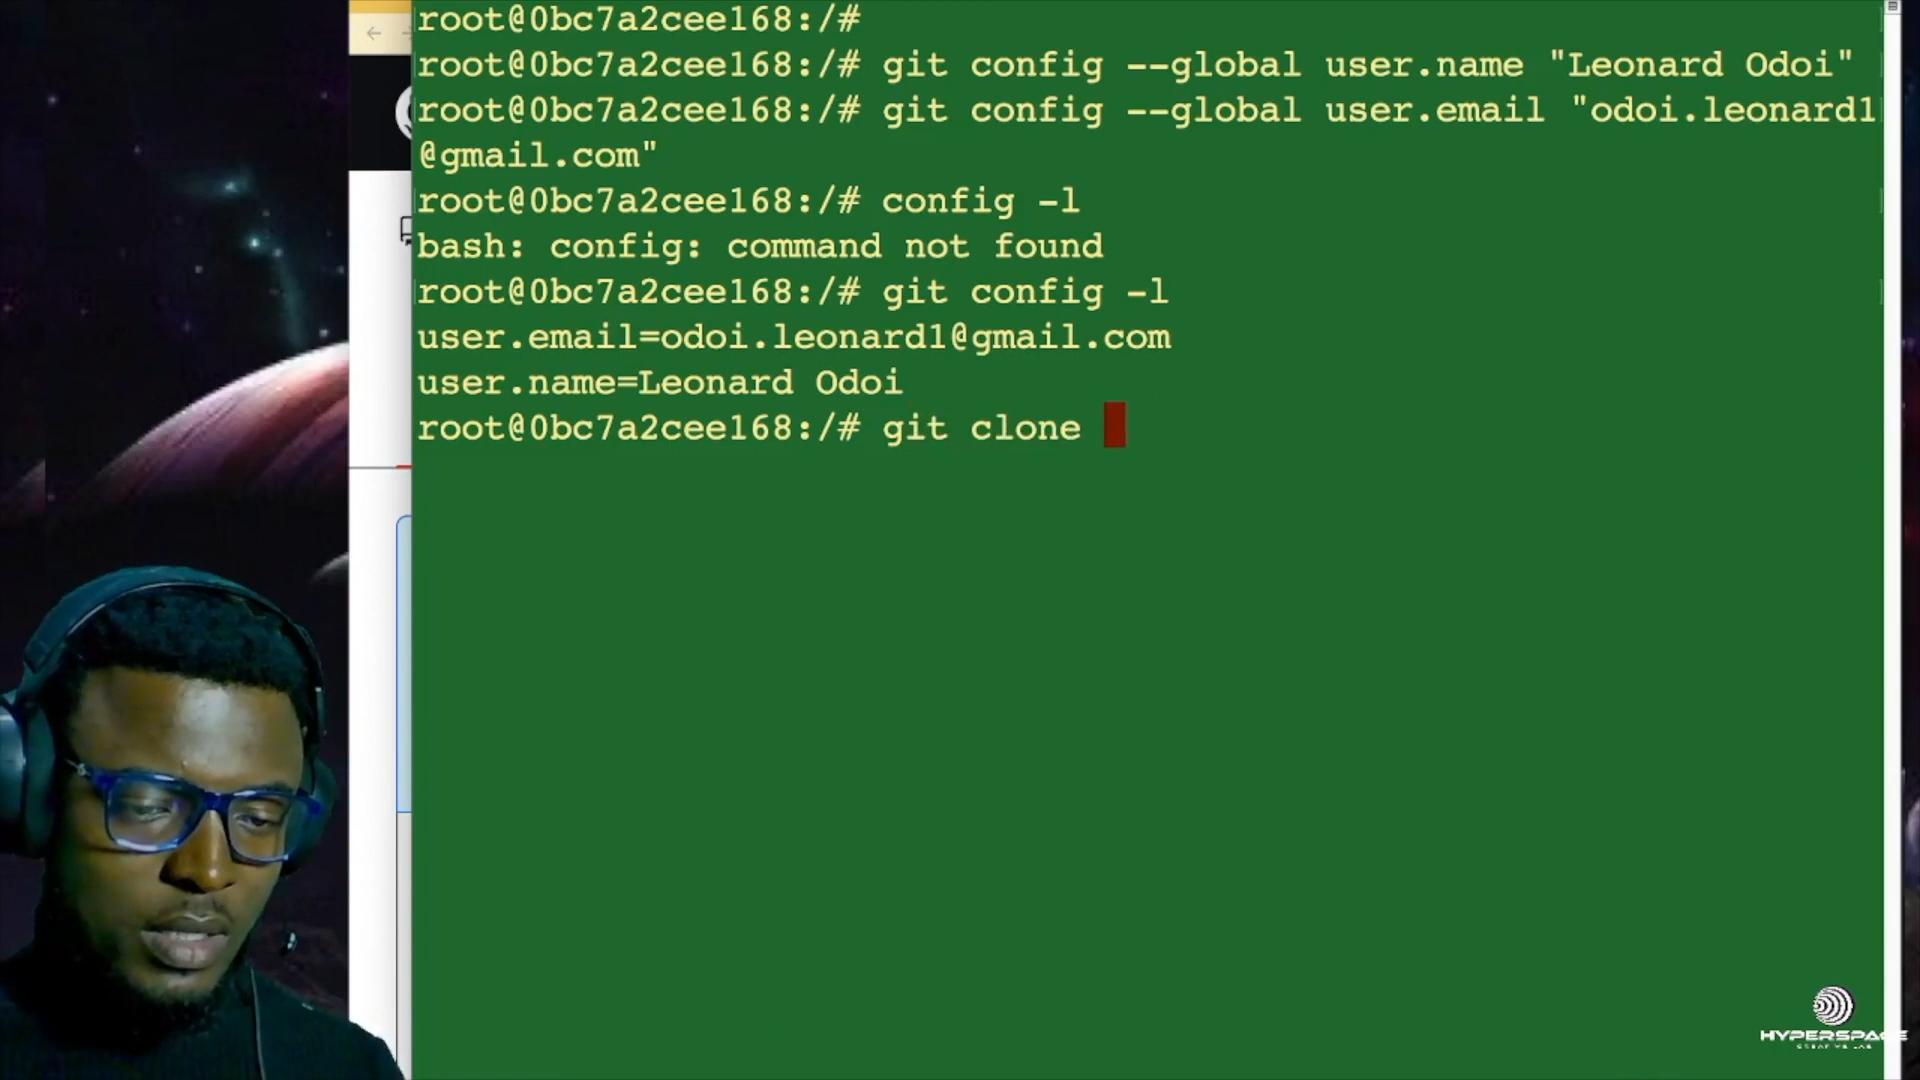 root@0bc7a2cee168:/#
root@0bc7a2cee168:/# git config --global user.name "Leonard Odoi"
root@0bc7a2cee168:/# git config --global user.email "odoi.leonard1
@gmail.com"
root@0bc7a2cee168:/# config -l
bash: config: command not found
root@0bc7a2cee168:/# git config -l
user.email=odoi.leonard1@gmail.com
user.name=Leonard Odoi
root@0bc7a2cee168:/# git clone
HYPERSPACE